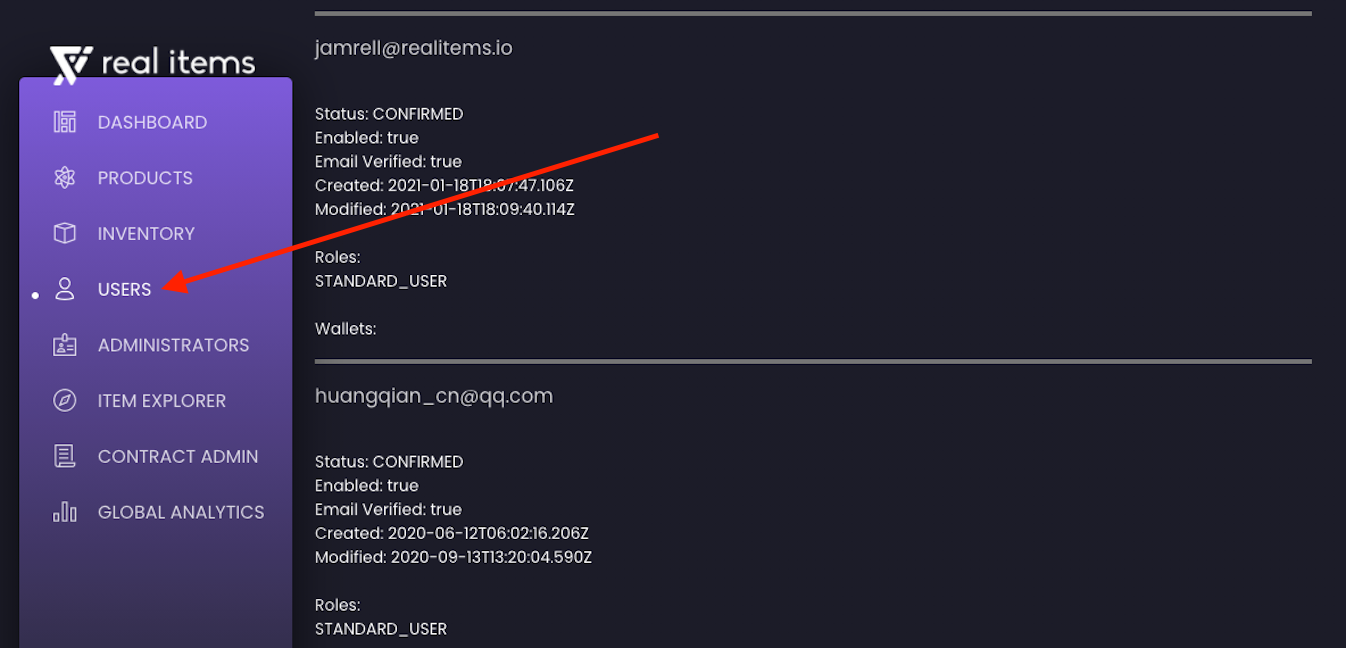 real items
DASHBOARD
PRODUCTS
INVENTORY
USERS
ADMINISTRATORS
ITEM EXPLORER
CONTRACT ADMIN
GLOBAL ANALYTICS
jamrell@realitems.io
Status: CONFIRMED
Enabled: true
Email Verified: true
Created: 2021-01-18T18:07:47.106Z
Modified: 2021-01-18T18:09:40.114Z
Roles:
STANDARD_USER
Wallets:
huangqian_cn@qq.com
Status: CONFIRMED
Enabled: true
Email Verified: true
Created: 2020-06-12T06:02:16.206Z
Modified: 2020-09-13T13:20:04.590Z
Roles:
STANDARD_USER